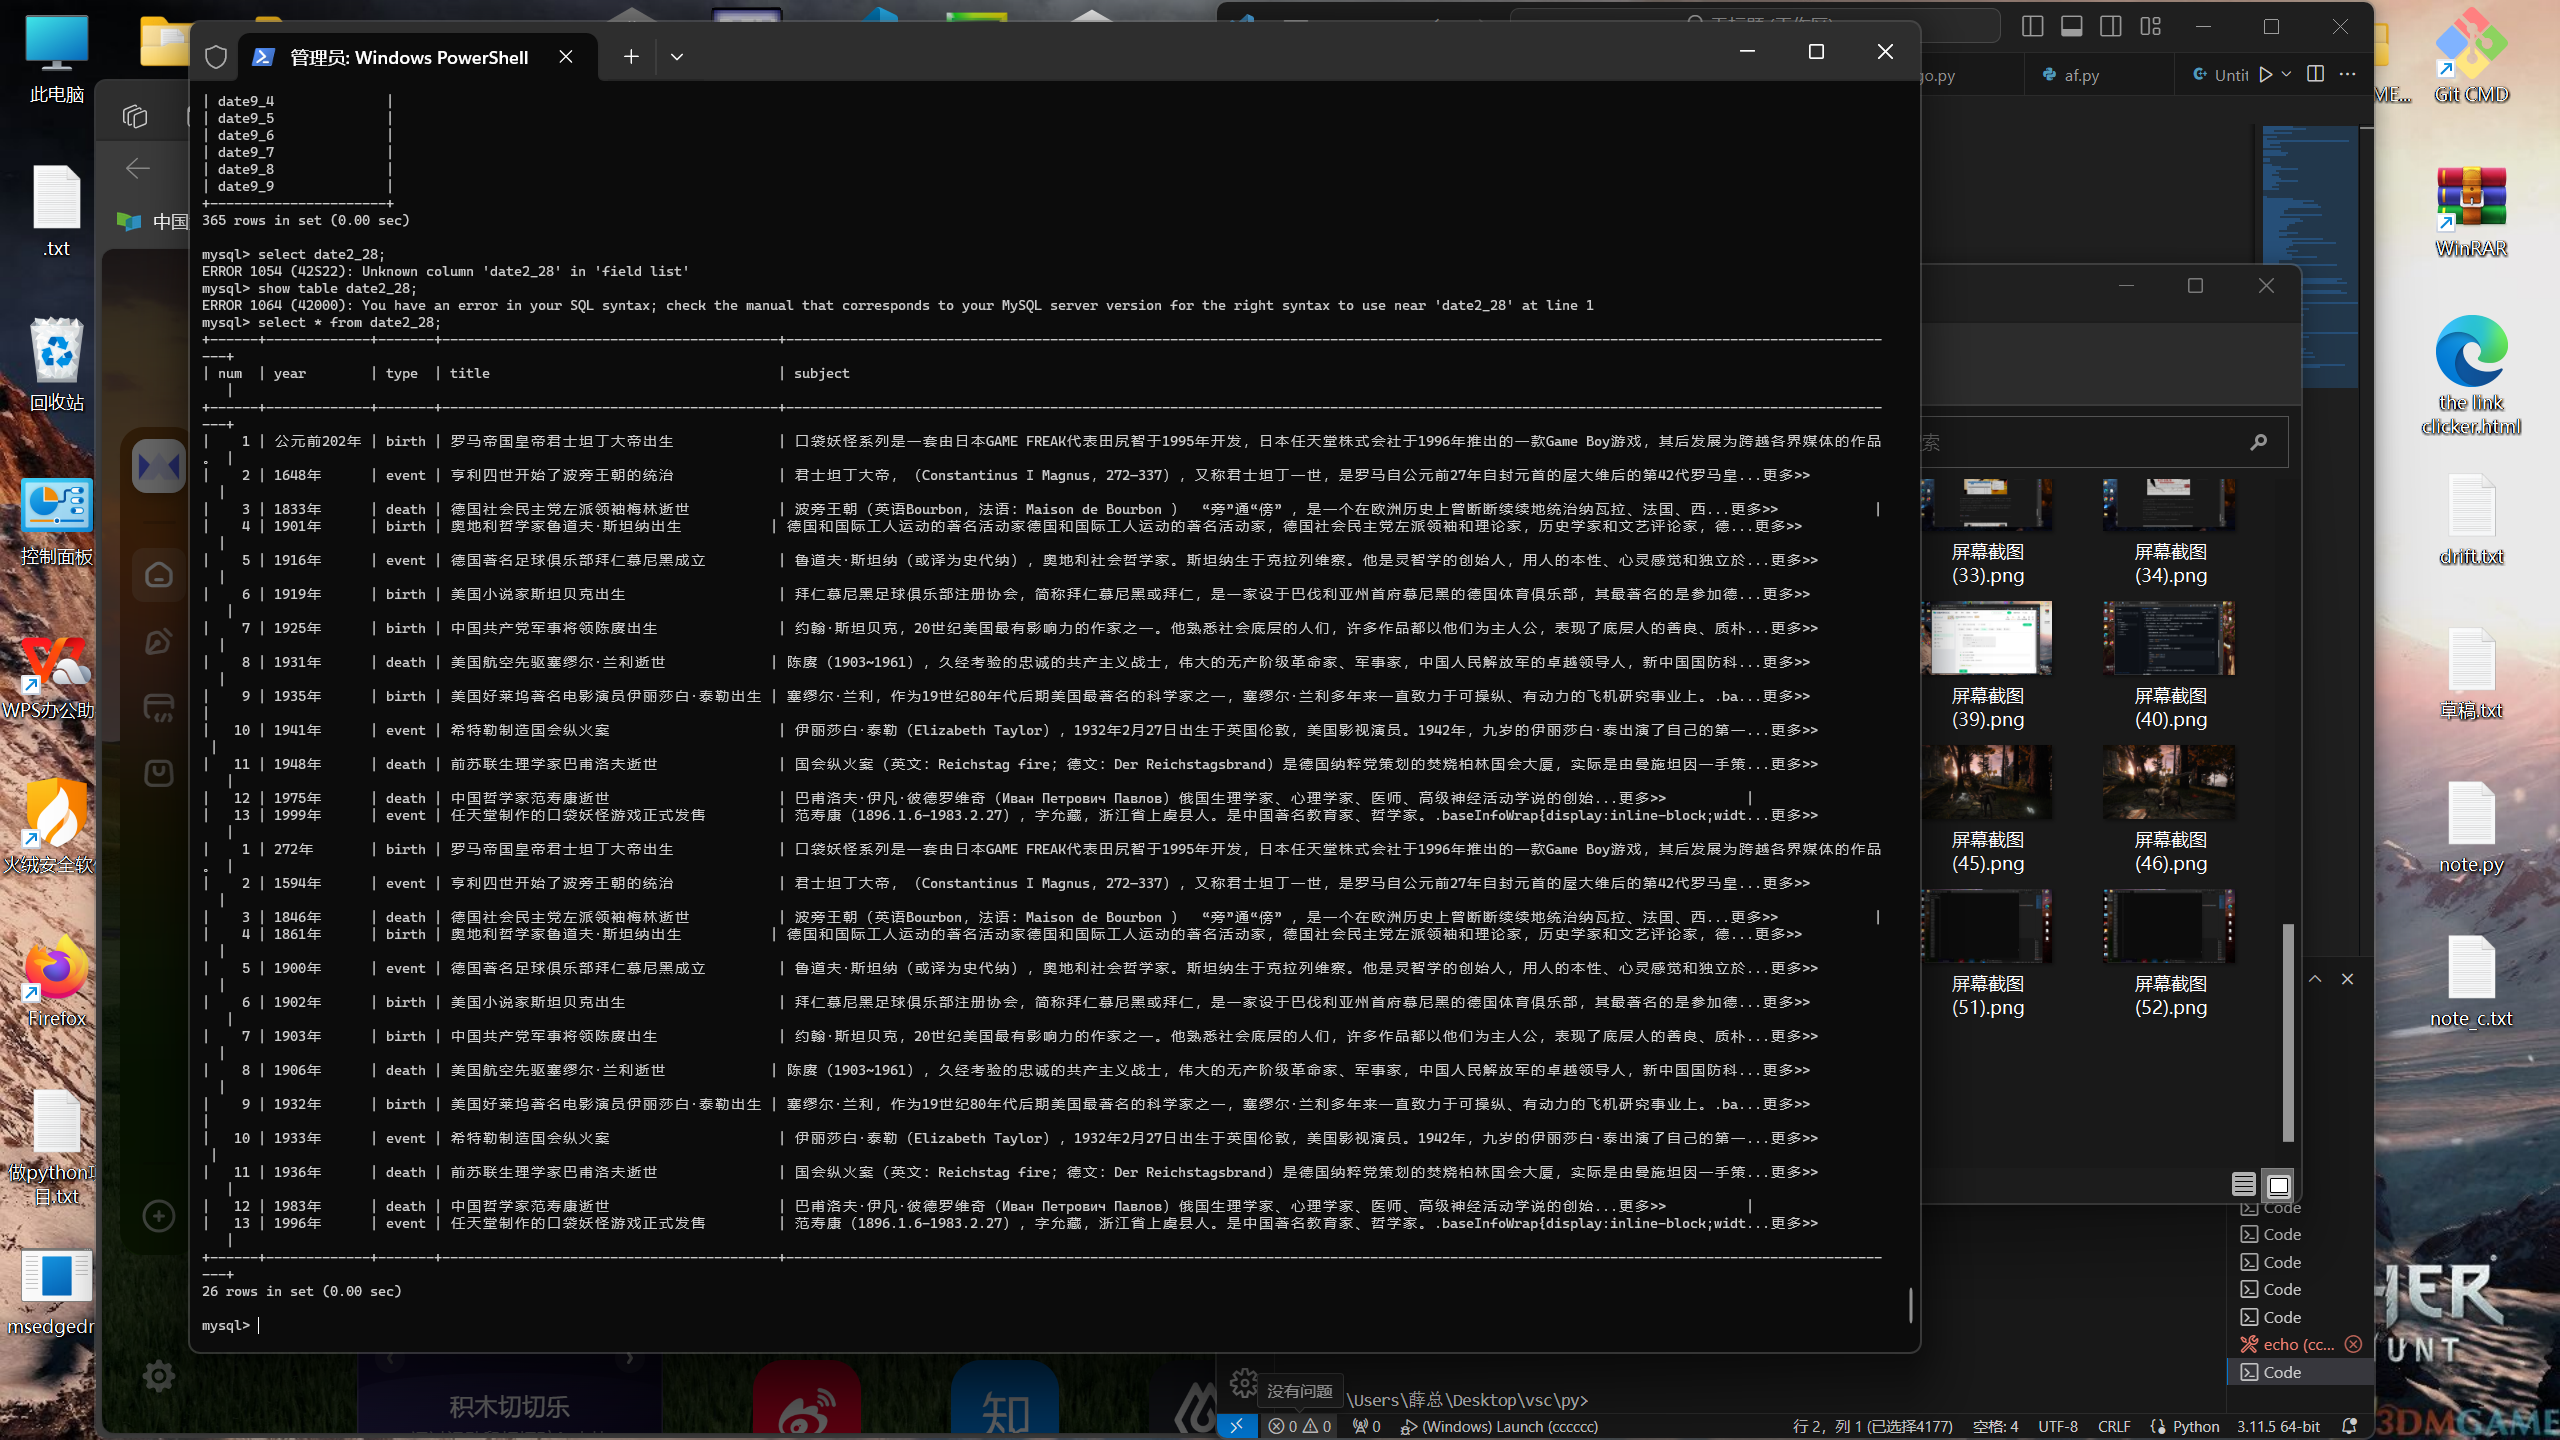 管理员: Windows PowerShell
| date9_4 |
| date9_5 |
| date9_6 |
| date9_7 |
| date9_8 |
| date9_9 |
+----------------------+
365 rows in set (0.00 sec)
mysql> select date2_28;
ERROR 1054 (42S22): Unknown column 'date2_28' in 'field list'
mysql> show table date2_28;
ERROR 1064 (42000): You have an error in your SQL syntax; check the manual that corresponds to your MySQL server version for the right syntax to use near 'date2_28' at line 1
mysql> select * from date2_28;
| num | year | type | title | subject |
| 1 | 公元前202年 | birth | 罗马帝国皇帝君士坦丁大帝出生 | 口袋妖怪系列是一套由日本GAME FREAK代表田尻智于1995年开发，日本任天堂株式会社于1996年推出的一款Game Boy游戏，其后发展为跨越各界媒体的作品
。 |
| 2 | 1648年 | event | 亨利四世开始了波旁王朝的统治 | 君士坦丁大帝，（Constantinus I Magnus，272—337），又称君士坦丁一世，是罗马自公元前27年自封元首的屋大维后的第42代罗马皇...更多>> |
| 3 | 1833年 | death | 德国社会民主党左派领袖梅林逝世 | 波旁王朝（英语Bourbon，法语：Maison de Bourbon ） “旁”通“傍” ，是一个在欧洲历史上曾断断续续地统治纳瓦拉、法国、西...更多>> |
| 4 | 1901年 | birth | 奥地利哲学家鲁道夫·斯坦纳出生 | 德国和国际工人运动的著名活动家德国和国际工人运动的著名活动家，德国社会民主党左派领袖和理论家，历史学家和文艺评论家，德...更多>> |
| 5 | 1916年 | event | 德国著名足球俱乐部拜仁慕尼黑成立 | 鲁道夫·斯坦纳（或译为史代纳），奥地利社会哲学家。斯坦纳生于克拉列维察。他是灵智学的创始人，用人的本性、心灵感觉和独立於...更多>> |
| 6 | 1919年 | birth | 美国小说家斯坦贝克出生 | 拜仁慕尼黑足球俱乐部注册协会，简称拜仁慕尼黑或拜仁，是一家设于巴伐利亚州首府慕尼黑的德国体育俱乐部，其最著名的是参加德...更多>> |
| 7 | 1925年 | birth | 中国共产党军事将领陈赓出生 | 约翰·斯坦贝克，20世纪美国最有影响力的作家之一。他熟悉社会底层的人们，许多作品都以他们为主人公，表现了底层人的善良、质朴...更多>> |
| 8 | 1931年 | death | 美国航空先驱塞缪尔·兰利逝世 | 陈赓（1903~1961），久经考验的忠诚的共产主义战士，伟大的无产阶级革命家、军事家，中国人民解放军的卓越领导人，新中国国防科...更多>> |
| 9 | 1935年 | birth | 美国好莱坞著名电影演员伊丽莎白·泰勒出生 | 塞缪尔·兰利，作为19世纪80年代后期美国最著名的科学家之一，塞缪尔·兰利多年来一直致力于可操纵、有动力的飞机研究事业上。.ba...更多>> |
| 10 | 1941年 | event | 希特勒制造国会纵火案 | 伊丽莎白·泰勒（Elizabeth Taylor），1932年2月27日出生于英国伦敦，美国影视演员。1942年，九岁的伊丽莎白·泰出演了自己的第一...更多>> |
| 11 | 1948年 | death | 前苏联生理学家巴甫洛夫逝世 | 国会纵火案（英文：Reichstag fire；德文：Der Reichstagsbrand）是德国纳粹党策划的焚烧柏林国会大厦，实际是由曼施坦因一手策...更多>> |
| 12 | 1975年 | death | 中国哲学家范寿康逝世 | 巴甫洛夫·伊凡·彼德罗维奇（Иван Петрович Павлов）俄国生理学家、心理学家、医师、高级神经活动学说的创始...更多>> |
| 13 | 1999年 | event | 任天堂制作的口袋妖怪游戏正式发售 | 范寿康（1896.1.6—1983.2.27），字允藏，浙江省上虞县人。是中国著名教育家、哲学家。.baseInfoWrap{display:inline-block;widt...更多>> |
| 1 | 272年 | birth | 罗马帝国皇帝君士坦丁大帝出生 | 口袋妖怪系列是一套由日本GAME FREAK代表田尻智于1995年开发，日本任天堂株式会社于1996年推出的一款Game Boy游戏，其后发展为跨越各界媒体的作品
。 |
| 2 | 1594年 | event | 亨利四世开始了波旁王朝的统治 | 君士坦丁大帝，（Constantinus I Magnus，272—337），又称君士坦丁一世，是罗马自公元前27年自封元首的屋大维后的第42代罗马皇...更多>> |
| 3 | 1846年 | death | 德国社会民主党左派领袖梅林逝世 | 波旁王朝（英语Bourbon，法语：Maison de Bourbon ） “旁”通“傍” ，是一个在欧洲历史上曾断断续续地统治纳瓦拉、法国、西...更多>> |
| 4 | 1861年 | birth | 奥地利哲学家鲁道夫·斯坦纳出生 | 德国和国际工人运动的著名活动家德国和国际工人运动的著名活动家，德国社会民主党左派领袖和理论家，历史学家和文艺评论家，德...更多>> |
| 5 | 1900年 | event | 德国著名足球俱乐部拜仁慕尼黑成立 | 鲁道夫·斯坦纳（或译为史代纳），奥地利社会哲学家。斯坦纳生于克拉列维察。他是灵智学的创始人，用人的本性、心灵感觉和独立於...更多>> |
| 6 | 1902年 | birth | 美国小说家斯坦贝克出生 | 拜仁慕尼黑足球俱乐部注册协会，简称拜仁慕尼黑或拜仁，是一家设于巴伐利亚州首府慕尼黑的德国体育俱乐部，其最著名的是参加德...更多>> |
| 7 | 1903年 | birth | 中国共产党军事将领陈赓出生 | 约翰·斯坦贝克，20世纪美国最有影响力的作家之一。他熟悉社会底层的人们，许多作品都以他们为主人公，表现了底层人的善良、质朴...更多>> |
| 8 | 1906年 | death | 美国航空先驱塞缪尔·兰利逝世 | 陈赓（1903~1961），久经考验的忠诚的共产主义战士，伟大的无产阶级革命家、军事家，中国人民解放军的卓越领导人，新中国国防科...更多>> |
| 9 | 1932年 | birth | 美国好莱坞著名电影演员伊丽莎白·泰勒出生 | 塞缪尔·兰利，作为19世纪80年代后期美国最著名的科学家之一，塞缪尔·兰利多年来一直致力于可操纵、有动力的飞机研究事业上。.ba...更多>> |
| 10 | 1933年 | event | 希特勒制造国会纵火案 | 伊丽莎白·泰勒（Elizabeth Taylor），1932年2月27日出生于英国伦敦，美国影视演员。1942年，九岁的伊丽莎白·泰出演了自己的第一...更多>> |
| 11 | 1936年 | death | 前苏联生理学家巴甫洛夫逝世 | 国会纵火案（英文：Reichstag fire；德文：Der Reichstagsbrand）是德国纳粹党策划的焚烧柏林国会大厦，实际是由曼施坦因一手策...更多>> |
| 12 | 1983年 | death | 中国哲学家范寿康逝世 | 巴甫洛夫·伊凡·彼德罗维奇（Иван Петрович Павлов）俄国生理学家、心理学家、医师、高级神经活动学说的创始...更多>> |
| 13 | 1996年 | event | 任天堂制作的口袋妖怪游戏正式发售 | 范寿康（1896.1.6—1983.2.27），字允藏，浙江省上虞县人。是中国著名教育家、哲学家。.baseInfoWrap{display:inline-block;widt...更多>> |
26 rows in set (0.00 sec)
mysql>
此电脑
.txt
回收站
控制面板
WPS办公助
火绒安全软
Firefox
做python项
目.txt
msedgedr
中国
积木切切乐
知
go.py
af.py
Untit
索
屏幕截图
(33).png
屏幕截图
(34).png
屏幕截图
(39).png
屏幕截图
(40).png
屏幕截图
(45).png
屏幕截图
(46).png
屏幕截图
(51).png
屏幕截图
(52).png
Code
Code
Code
Code
Code
echo (cc...
Code
没有问题
\Users\薛总\Desktop\vsc\py>
0 0
0
(Windows) Launch (cccccc)
行 2，列 1 (已选择4177)
空格: 4
UTF-8
CRLF
Python
3.11.5 64-bit
ME...
Git CMD
WinRAR
the link
clicker.html
drift.txt
草稿.txt
note.py
note_c.txt
HER
UNT
3DMGAME